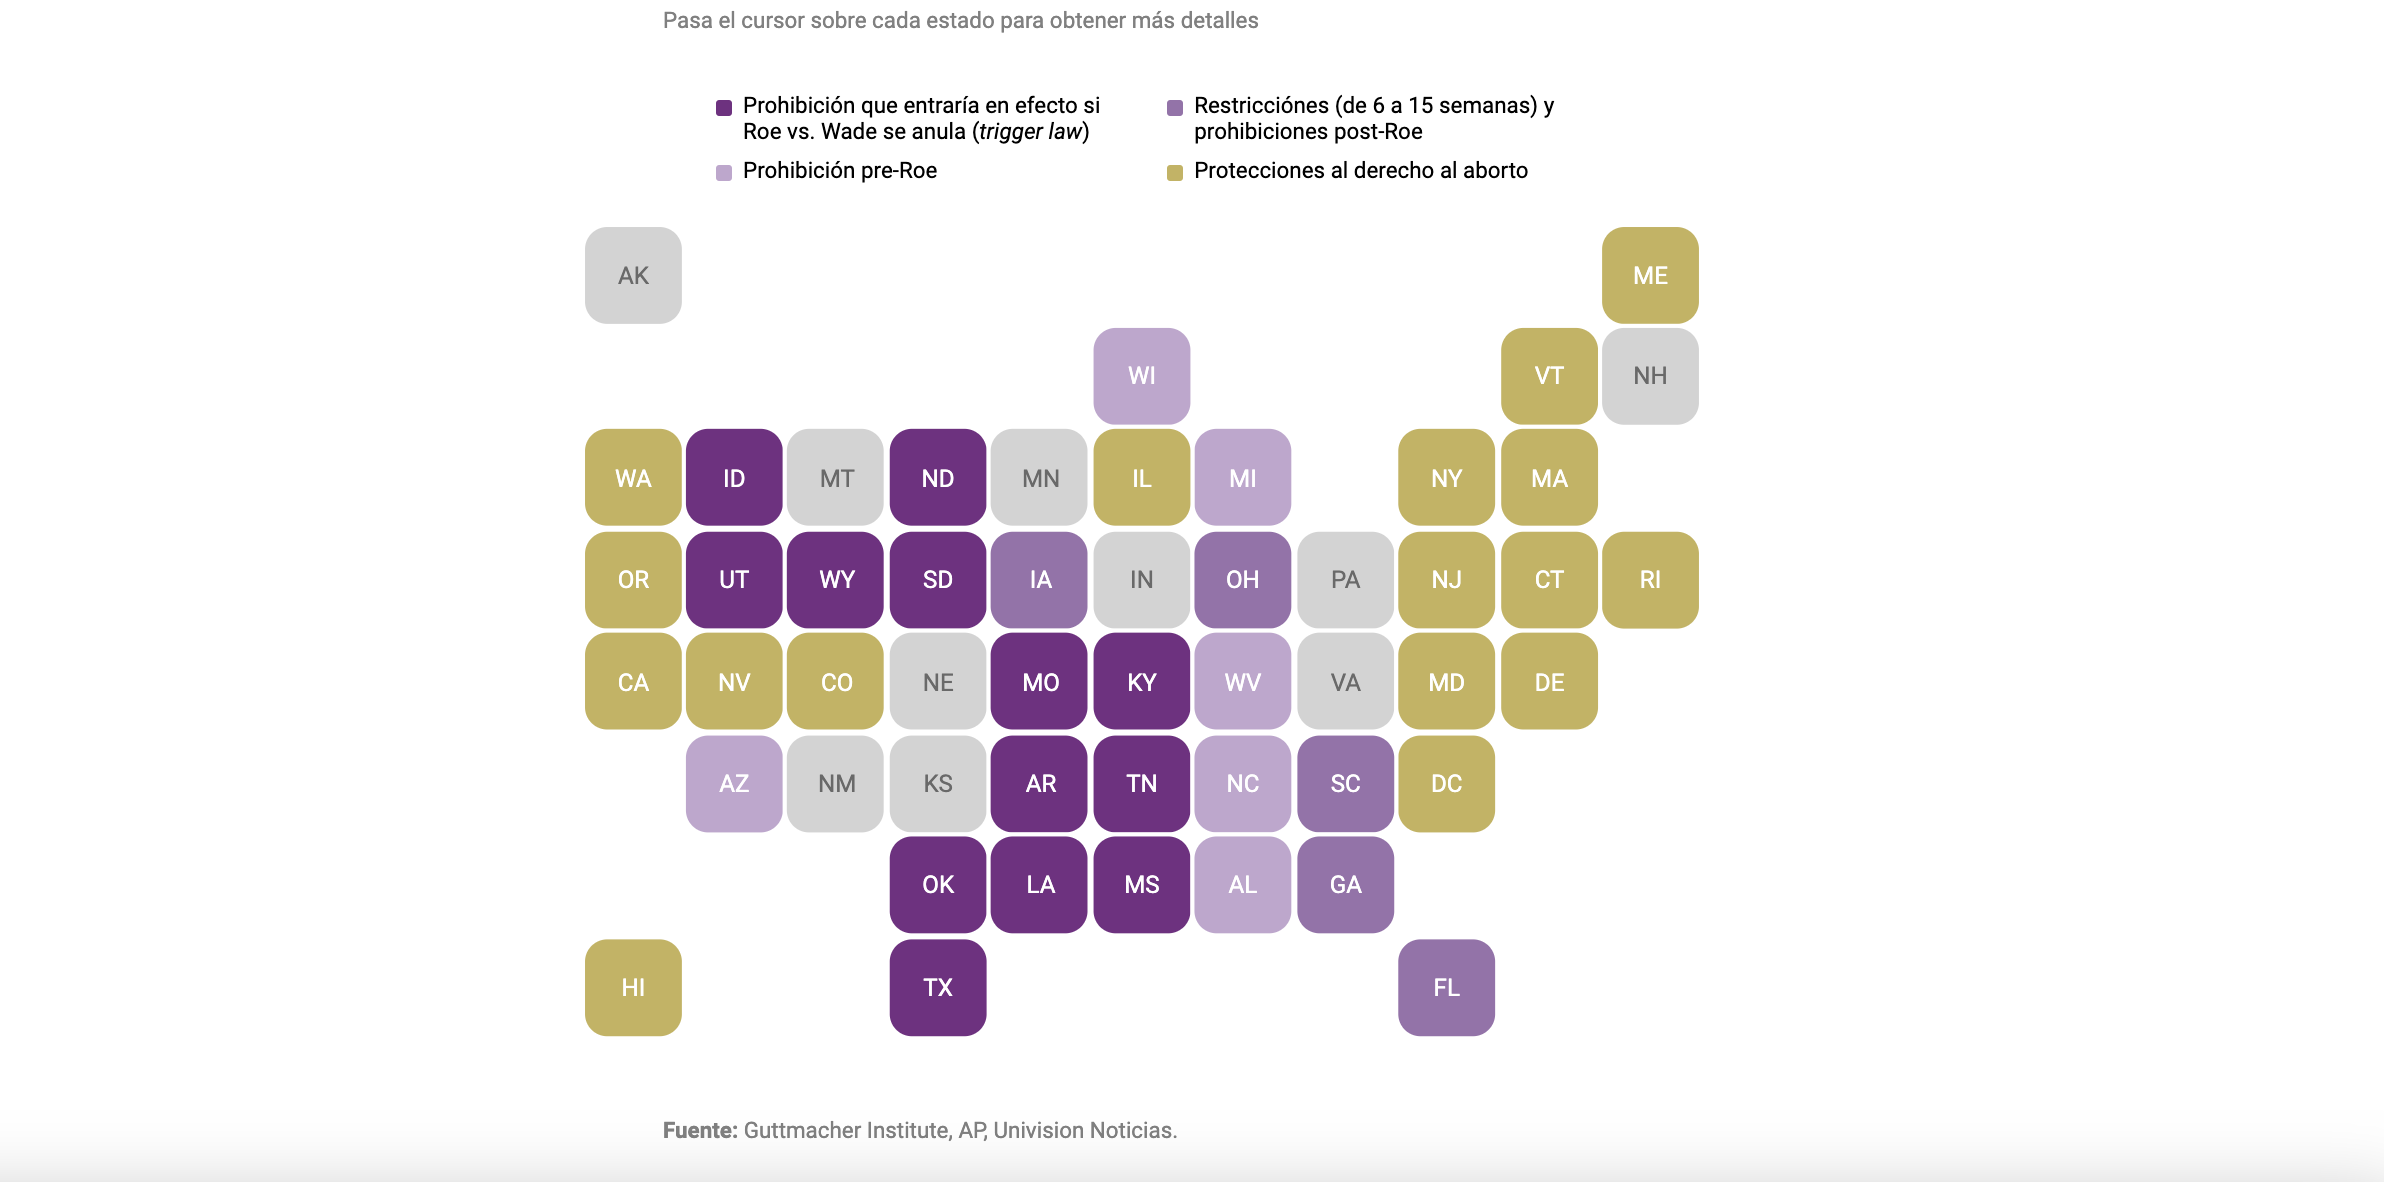 Pasa el cursor sobre cada estado para obtener más detalles
Prohibición que entraría en efecto si
Roe vs. Wade se anula (trigger law)
Restricciónes (de 6 a 15 semanas) y
prohibiciones post-Roe
Prohibición pre-Roe
Protecciones al derecho al aborto
AK
ME
WI
VT
NH
WA
ID
MT
ND
MN
IL
MI
NY
MA
OR
UT
WY
SD
IA
IN
OH
PA
NJ
CT
RI
CA
NV
CO
NE
MO
KY
WV
VA
MD
DE
AZ
NM
KS
AR
TN
NC
SC
DC
OK
LA
MS
AL
GA
HI
TX
FL
Fuente: Guttmacher Institute, AP, Univision Noticias.